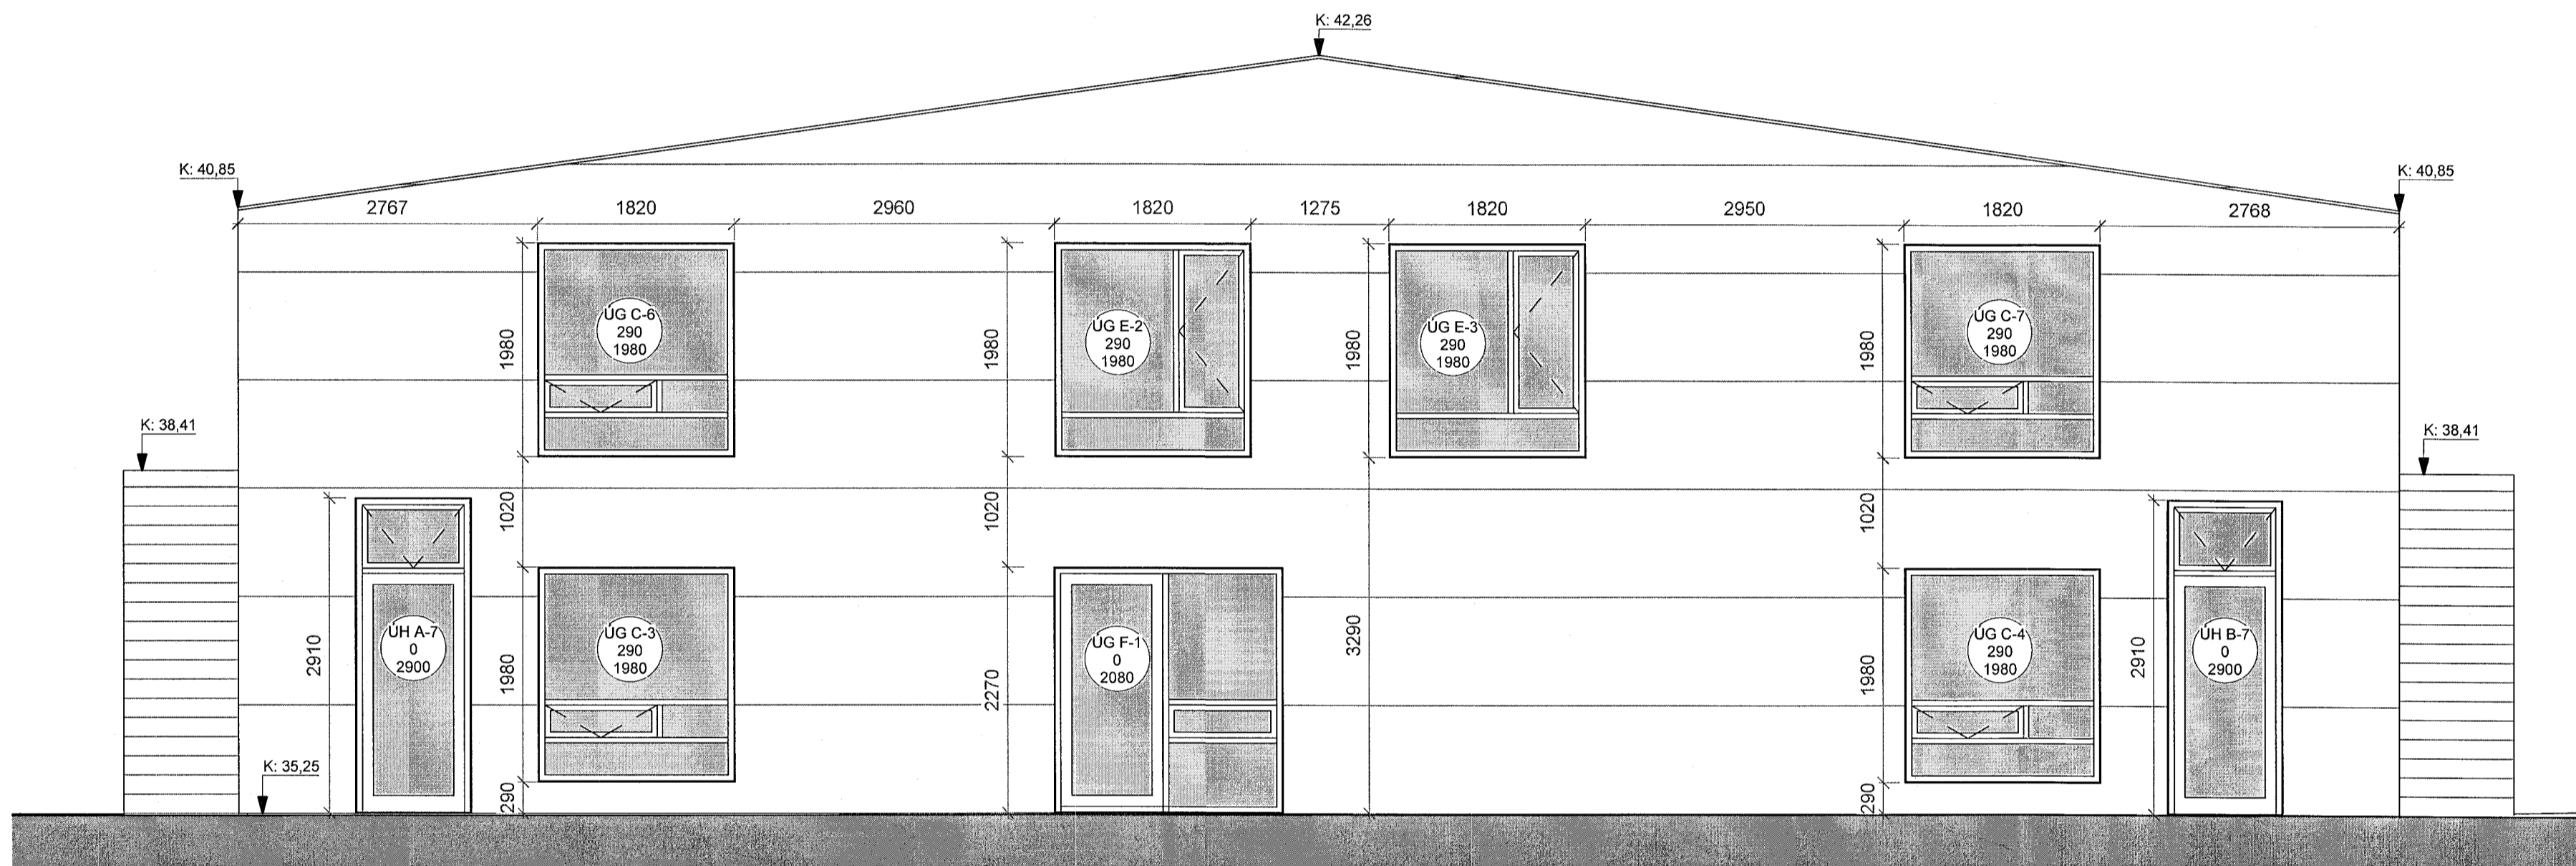 K: 42,26
K: 40,85
K: 40,85
2767
1820
2960
1820
1275
1820
2950
1820
2768
1980
1980
1980
1980
ÚG C-6
290
1980
ÚG E-2
290
1980
ÚG E-3
290
1980
ÚG C-7
290
1980
K: 38,41
K: 38,41
1020
1020
1020
2910
ÚH A-7
0
2900
1980
ÚG C-3
290
1980
2270
ÚG F-1
0
2080
3290
1980
ÚG C-4
290
1980
2910
ÚH B-7
0
2900
K: 35,25
290
290